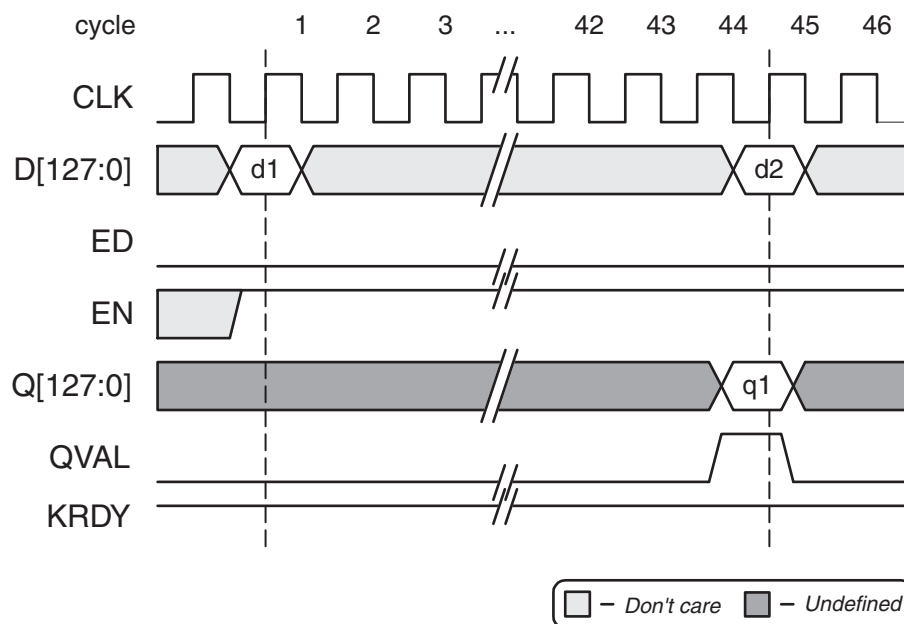 cycle 1 2 3 ... 42 43 44 45 46
CLK
D[127:0] d1 d2
ED
EN
Q[127:0] q1
QVAL
KRDY
– Don't care – Undefined